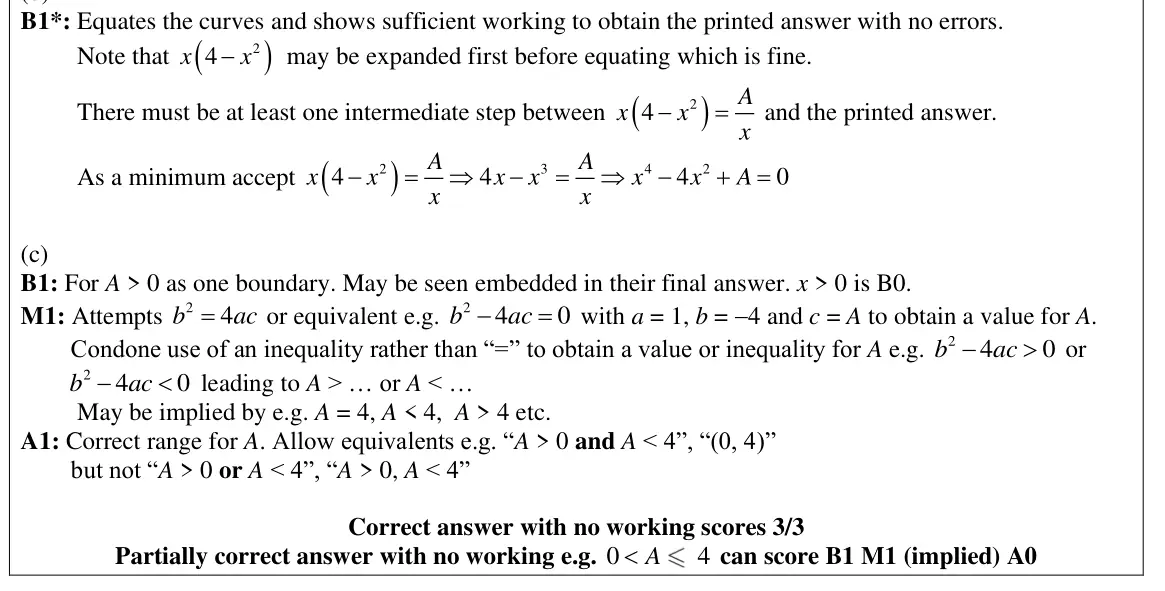 B1*: Equates the curves and shows sufficient working to obtain the printed answer with no errors.
Note that x(4 – x²) may be expanded first before equating which is fine.
There must be at least one intermediate step between x(4 – x²) = A/x and the printed answer.
As a minimum accept x(4 – x²) = A/x ⇒ 4x – x³ = A/x ⇒ x⁴ – 4x² + A = 0
(c)
B1: For A > 0 as one boundary. May be seen embedded in their final answer. x > 0 is B0.
M1: Attempts b² = 4ac or equivalent e.g. b² – 4ac = 0 with a = 1, b = –4 and c = A to obtain a value for A.
Condone use of an inequality rather than “=” to obtain a value or inequality for A e.g. b² – 4ac > 0 or
b² – 4ac < 0 leading to A > … or A < …
May be implied by e.g. A = 4, A < 4, A > 4 etc.
A1: Correct range for A. Allow equivalents e.g. “A > 0 and A < 4”, “(0, 4)”
but not “A > 0 or A < 4”, “A > 0, A < 4”
Correct answer with no working scores 3/3
Partially correct answer with no working e.g. 0 < A ⩽ 4 can score B1 M1 (implied) A0